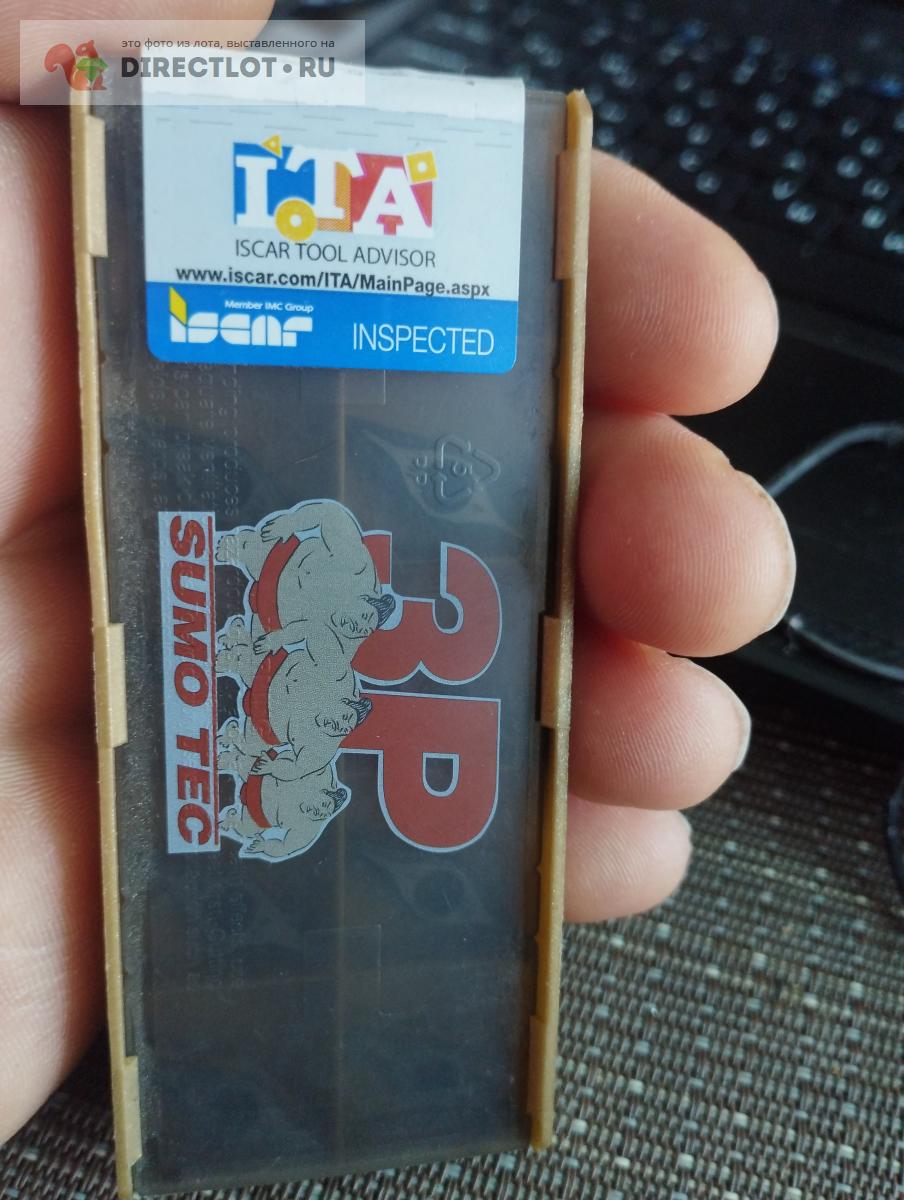 это фото из лота, выставленного на
DIRECTLOT • RU
ITA
ISCAR TOOL ADVISOR
www.iscar.com/ITA/MainPage.aspx
Member IMC Group
iscar
INSPECTED
3P
SUMO TEC